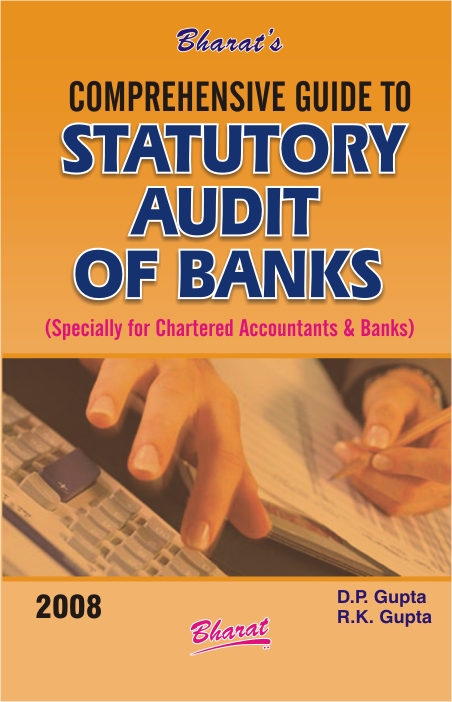 Bharat's
COMPREHENSIVE GUIDE TO
STATUTORY
AUDIT
OF BANKS
(Specially for Chartered Accountants & Banks)
2008
D.P. Gupta
R.K. Gupta
Bharat